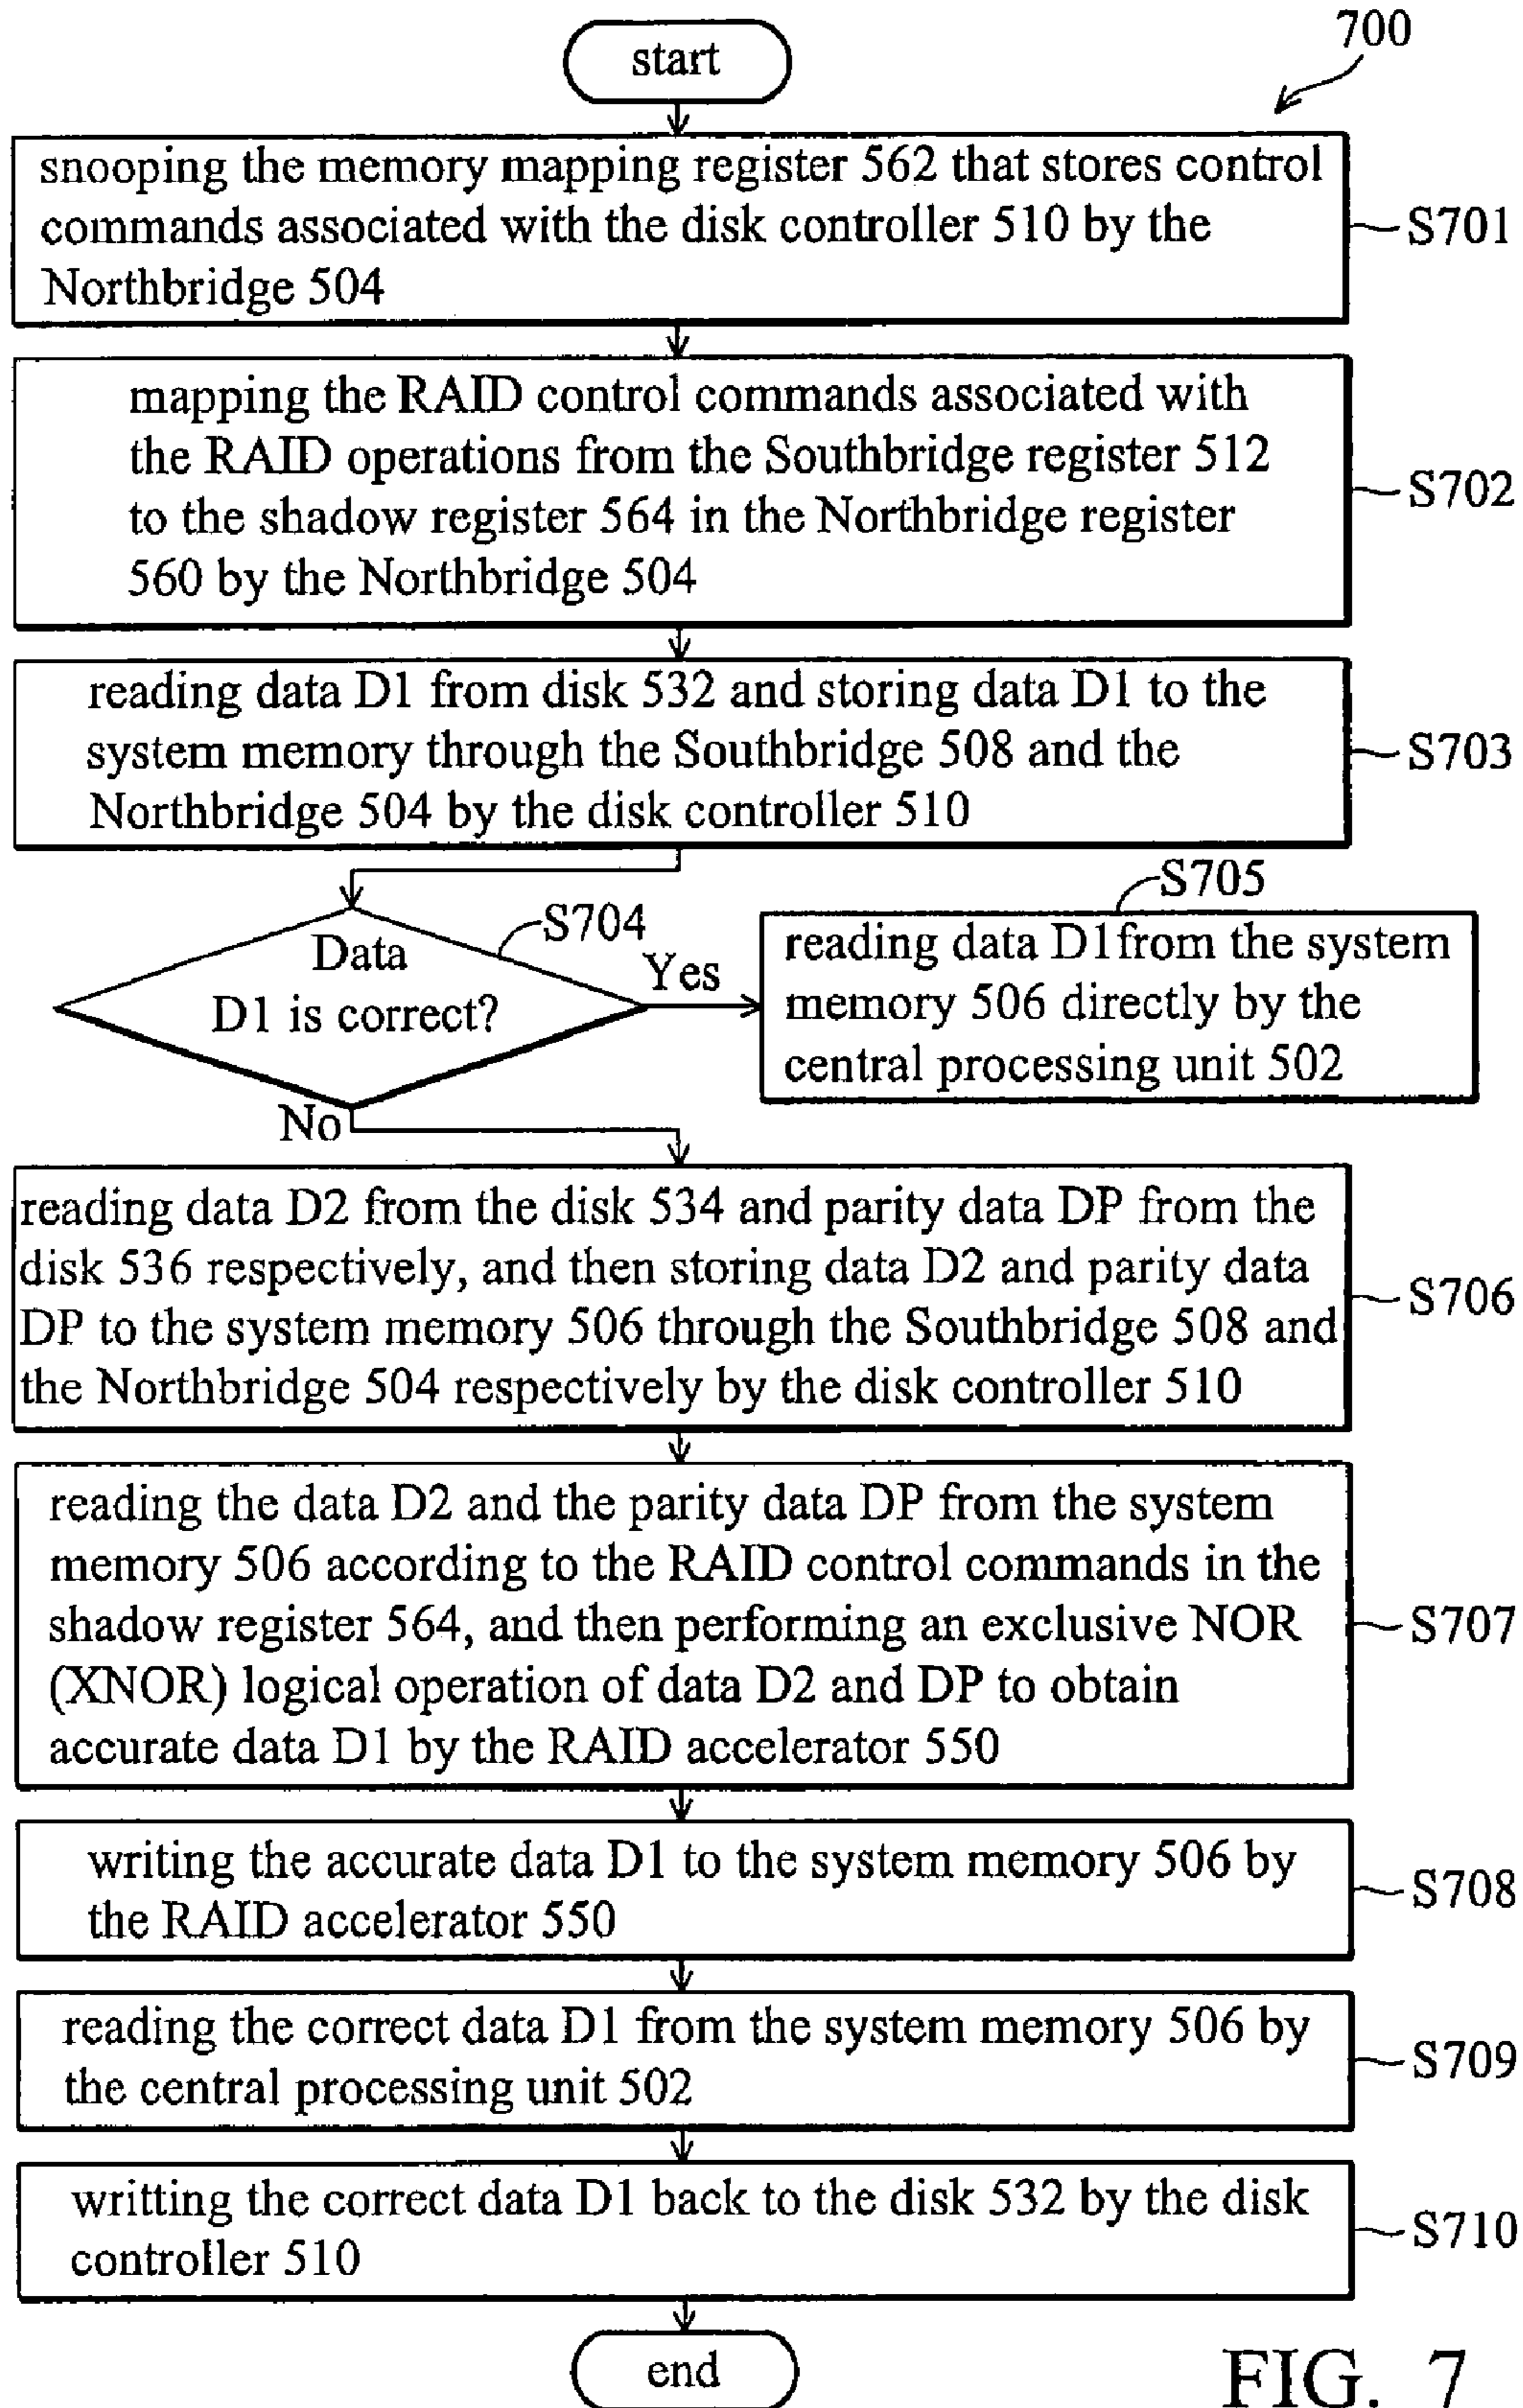 700
start
snooping the memory mapping register 562 that stores control
commands associated with the disk controller 510 by the
Northbridge 504
S701
mapping the RAID control commands associated with
the RAID operations from the Southbridge register 512
to the shadow register 564 in the Northbridge register
560 by the Northbridge 504
S702
reading data D1 from disk 532 and storing data D1 to the
system memory through the Southbridge 508 and the
Northbridge 504 by the disk controller 510
S703
Data
D1 is correct?
S704
Yes
No
S705
reading data D1from the system
memory 506 directly by the
central processing unit 502
reading data D2 from the disk 534 and parity data DP from the
disk 536 respectively, and then storing data D2 and parity data
DP to the system memory 506 through the Southbridge 508 and
the Northbridge 504 respectively by the disk controller 510
S706
reading the data D2 and the parity data DP from the system
memory 506 according to the RAID control commands in the
shadow register 564, and then performing an exclusive NOR
(XNOR) logical operation of data D2 and DP to obtain
accurate data D1 by the RAID accelerator 550
S707
writing the accurate data D1 to the system memory 506 by
the RAID accelerator 550
S708
reading the correct data D1 from the system memory 506 by
the central processing unit 502
S709
writting the correct data D1 back to the disk 532 by the disk
controller 510
S710
end
FIG. 7